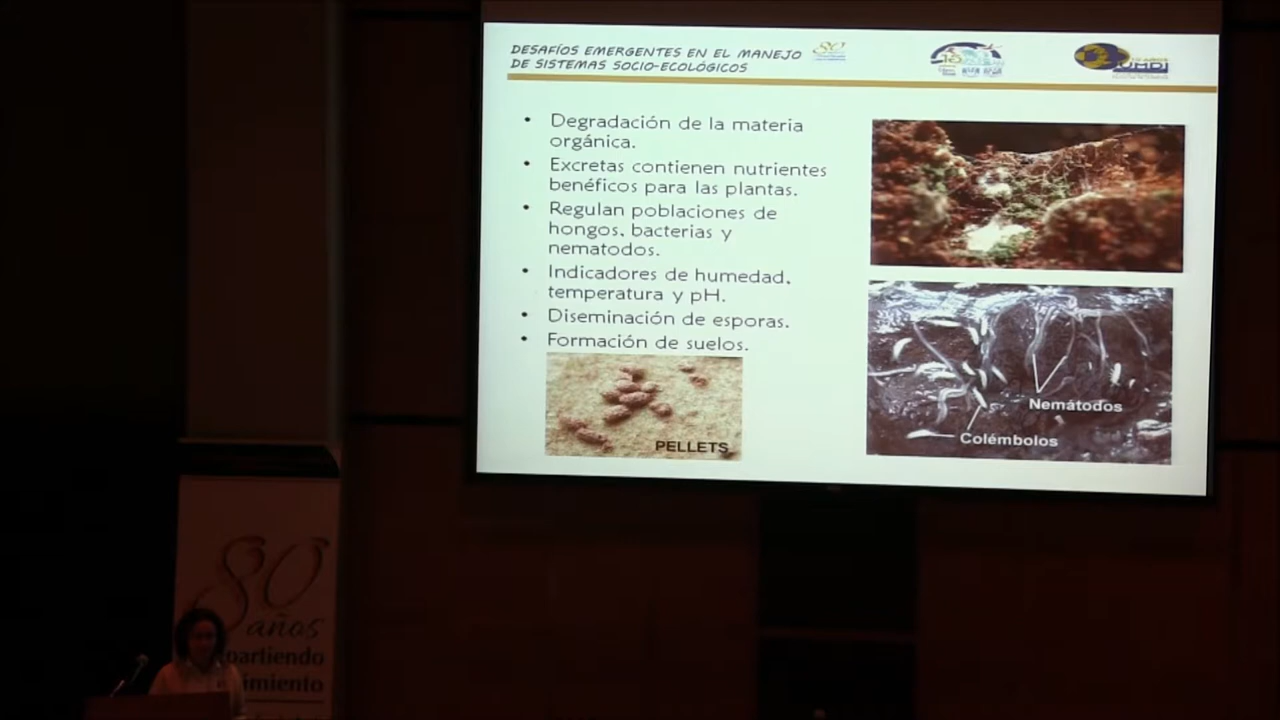 DESAFÍOS EMERGENTES EN EL MANEJO
DE SISTEMAS SOCIO-ECOLÓGICOS
80
• Degradación de la materia
orgánica.
• Excretas contienen nutrientes
benéficos para las plantas.
• Regulan poblaciones de
hongos, bacterias y
nematodos.
• Indicadores de humedad,
temperatura y pH.
• Diseminación de esporas.
• Formación de suelos.
PELLETS
Nemátodos
Colémbolos
80
años